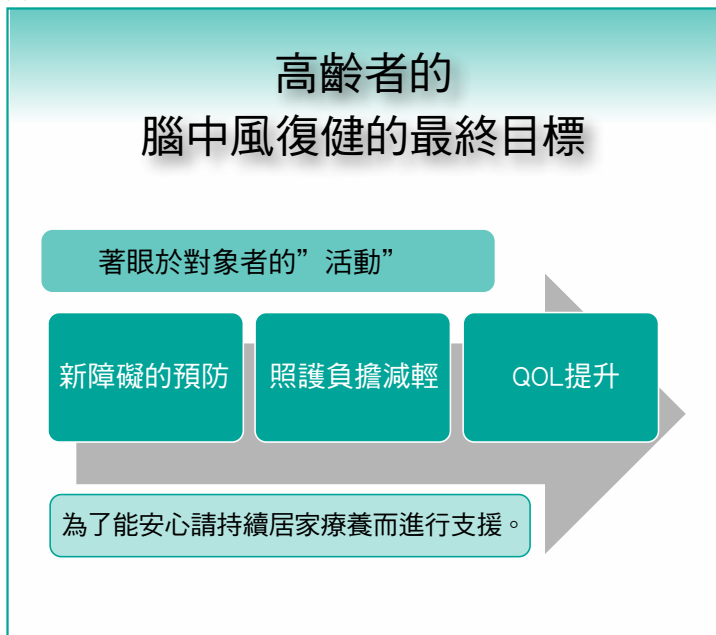 高齡者的
腦中風復健的最終目標
著眼於對象者的”活動”
新障礙的預防
照護負擔減輕
QOL提升
為了能安心請持續居家療養而進行支援。